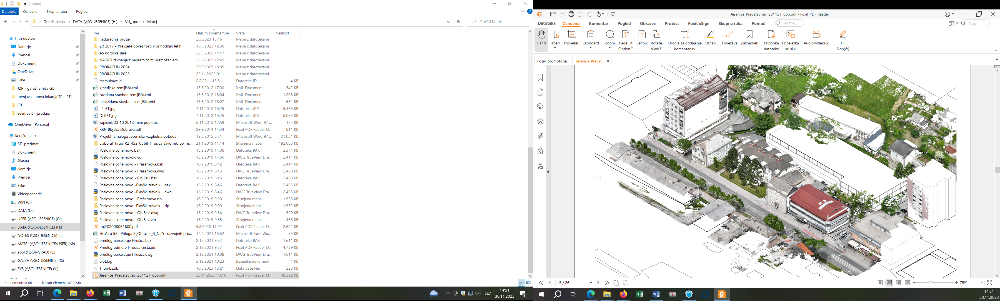 Matej
Datoteka Osnovno Skupna raba Pogled
Ta računalnik › DATA (\\SO-JESENICE) (H:) › Vsi_upor › Matej
Preišči Matej
Hitri dostop
Namizje
Prenosi
Dokumenti
OneDrive
Slike
JZP - garažna hiša GB
menjava - nova lokacija TP - PTI
OJ
Selimović - prodaja
OneDrive - Personal
Ta računalnik
3D-predmeti
Dokumenti
Glasba
Namizje
Prenosi
Slike
Videoposnetki
WIN (C:)
DATA (D:)
USER (\\SO-JESENICE) (G:)
DATA (\\SO-JESENICE) (H:)
NOTES (\\SO-JESENICE) (I:)
MATEJ (\\SO-JESENICE\USER) (M:)
appl (\\SOJ-GRAD) (S:)
GAJBA (\\SO-JESENICE) (X:)
SYS (\\SO-JESENICE) (Y:)
Ime Datum spremembe Vrsta Velikost
nadgradnja proge 2.3.2023 13:46 Mapa z datotekami
ZR 2017 - Prevzete obveznosti v prihodnjih letih 10.3.2023 12:38 Mapa z datotekami
AS Koroška Bela 22.3.2023 14:47 Mapa z datotekami
NAČRTI ravnanja z nepremičnim premoženjem 22.8.2023 12:49 Mapa z datotekami
PRORAČUN 2024 20.9.2023 15:09 Mapa z datotekami
PRORAČUN 2023 29.11.2023 9:11 Mapa z datotekami
msmukave.id 2.2.2011 13:31 Datoteka ID 4 KB
kmetijska zemljišča.xml 13.6.2012 17:00 XML Document 542 KB
zazidana stavbna zemljišča.xml 13.6.2012 18:04 XML Document 1.208 KB
nezazidana stavbna zemljišča.xml 13.6.2012 18:07 XML Document 631 KB
L2-6T.jpg 7.11.2012 13:25 Datoteka JPG 5.453 KB
DL06T.jpg 7.11.2012 13:26 Datoteka JPG 8.093 KB
zapisnik 23 10 2013-mini pop.doc 6.11.2013 17:59 Microsoft Word 97 ... 154 KB
KKN Blejska Dobrava.pdf 29.9.2014 14:34 Foxit PDF Reader D... 811 KB
Projektna naloga Jeseniška rezgledna pot.doc 12.6.2015 8:51 Microsoft Word 97 ... 21.031 KB
Elaborat_hrup_R2_452_0368_Hrusica_Javornik_po_re... 21.1.2019 11:14 Stisnjena mapa 192.083 KB
Poslovne cone novo.bak 13.2.2019 14:08 Datoteka BAK 2.371 KB
Poslovne cone novo.dwg 13.2.2019 14:50 DWG TrueView Dra... 2.411 KB
Poslovne cone novo - Prešernova.bak 18.2.2019 8:42 Datoteka BAK 2.414 KB
Poslovne cone novo - Prešernova.dwg 18.2.2019 8:43 DWG TrueView Dra... 2.468 KB
Poslovne cone novo - Ob Savi.bak 18.2.2019 8:45 Datoteka BAK 2.468 KB
Poslovne cone novo -Plavški travnik II.bak 18.2.2019 8:46 Datoteka BAK 2.465 KB
Poslovne cone novo -Plavški travnik II.dwg 18.2.2019 8:46 DWG TrueView Dra... 2.465 KB
Poslovne cone novo - Prešernova.zip 18.2.2019 9:00 Stisnjena mapa 1.958 KB
Poslovne cone novo -Plavški travnik II.zip 18.2.2019 9:00 Stisnjena mapa 1.952 KB
Poslovne cone novo - Ob Savi.dwg 18.2.2019 9:34 DWG TrueView Dra... 599 KB
Poslovne cone novo - Ob Savi.zip 18.2.2019 9:35 Stisnjena mapa 468 KB
obj202008051600.pdf 5.8.2020 17:02 Foxit PDF Reader D... 2.601 KB
Hrušica 55a Priloga 3_Obrazec_3_Načrt razvojnih pro... 14.4.2021 15:52 Microsoft Excel Wo... 35 KB
predlog parcelacije Hrušica.bak 2.12.2021 9:52 Datoteka BAK 1.611 KB
Predlog odmere Hrušica cesta.pdf 2.12.2021 9:57 Foxit PDF Reader D... 4.739 KB
predlog parcelacije Hrušica.dwg 2.12.2021 10:08 DWG TrueView Dra... 1.611 KB
plot.log 3.12.2021 10:23 Besedilni dokument 1 KB
Thumbs.db 10.3.2023 13:21 Data Base File 223 KB
Jesenice_Predstavitev_231127_dop.pdf 28.11.2023 13:16 Foxit PDF Reader D... 48.392 KB
Št. elementov: 66 1 izbran element, 47,2 MB
SLV
14:51
30.11.2023
5
Jesenice_Predstavitev_231127_dop.pdf - Foxit PDF Reader
Datoteka Osnovno Komentar Pogled Obrazec Protect Foxit eSign Skupna raba Pomoč Tell me... Najdi
Hand Izberi Posnetek Clipboard Zoom Page Fit Option Reflow Rotate View Orodje za dodajanje komentarjev Označi Povezava Zaznamek Priponka datoteke Pribeležka pri sliki Audio/video(&) Fill Sign(&)
Poziv_promotorje... Jesenice_Predst...
13 / 26
75%
14:51
30.11.2023